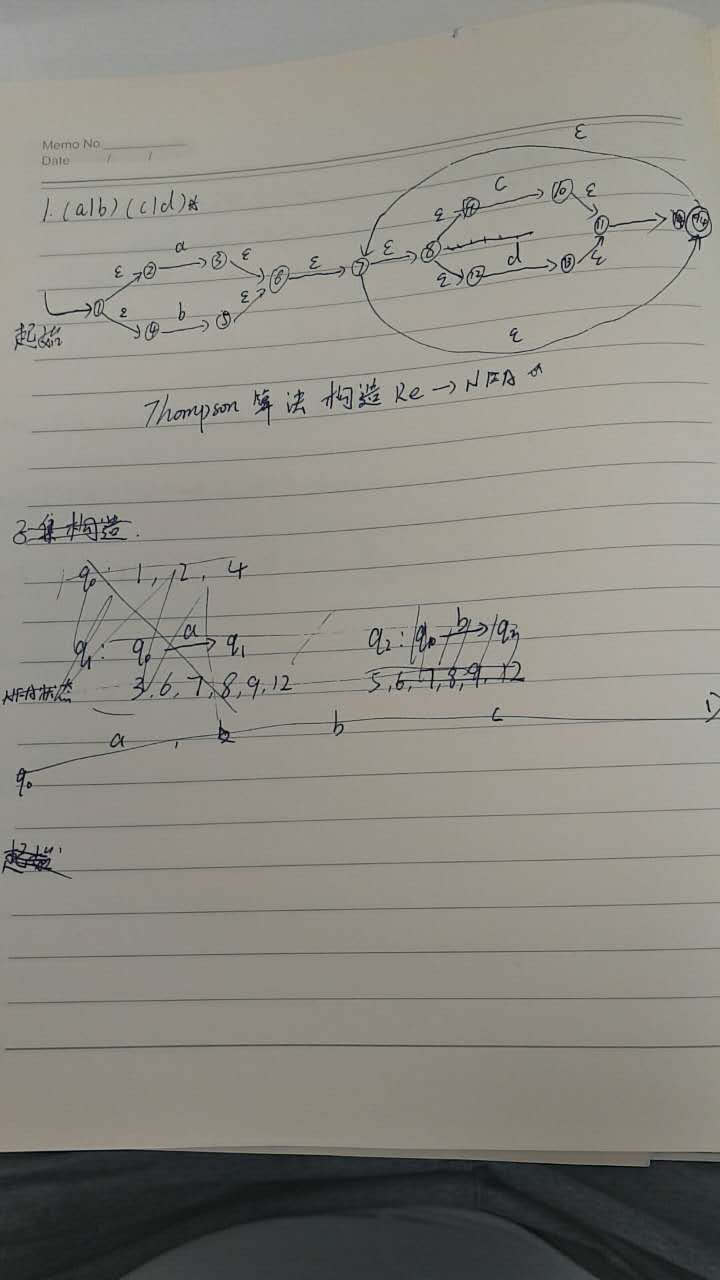 Memo No.
Date / /
1. (a|b)(c|d)*
ε
a c
② ③ ε ε ⑩ ε
ε ε ε ⑪ ⑭
起始 ① ⑥ ⑦ ⑧ d
ε b ε ε ⑫ ⑬ ε
④ ⑤
ε
Thompson 算法 构造 Re → NFA
子集构造.
q₀: 1, 2, 4
q₁: q₀ a→ q₁ q₂: q₀ b→ q₂
NFA状态 3,6,7,8,9,12 5,6,7,8,9,12
a b b c
q₀
起始